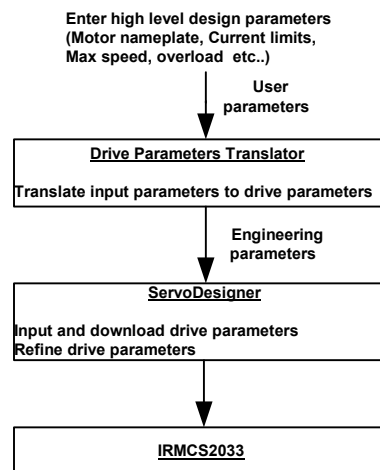 Enter high level design parameters
(Motor nameplate, Current limits,
Max speed, overload etc..)
User
parameters
Drive Parameters Translator
Translate input parameters to drive parameters
Engineering
parameters
ServoDesigner
Input and download drive parameters
Refine drive parameters
IRMCS2033